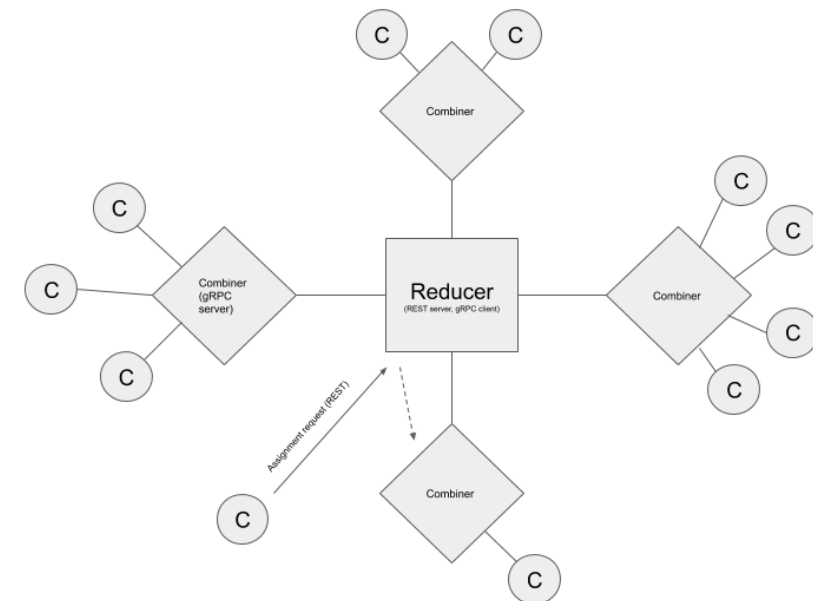 C
C
Combiner
C
C
C
C
Combiner
(gRPC
server)
Reducer
(REST server, gRPC client)
Combiner
C
C
C
Assignment request (REST)
Combiner
C
C